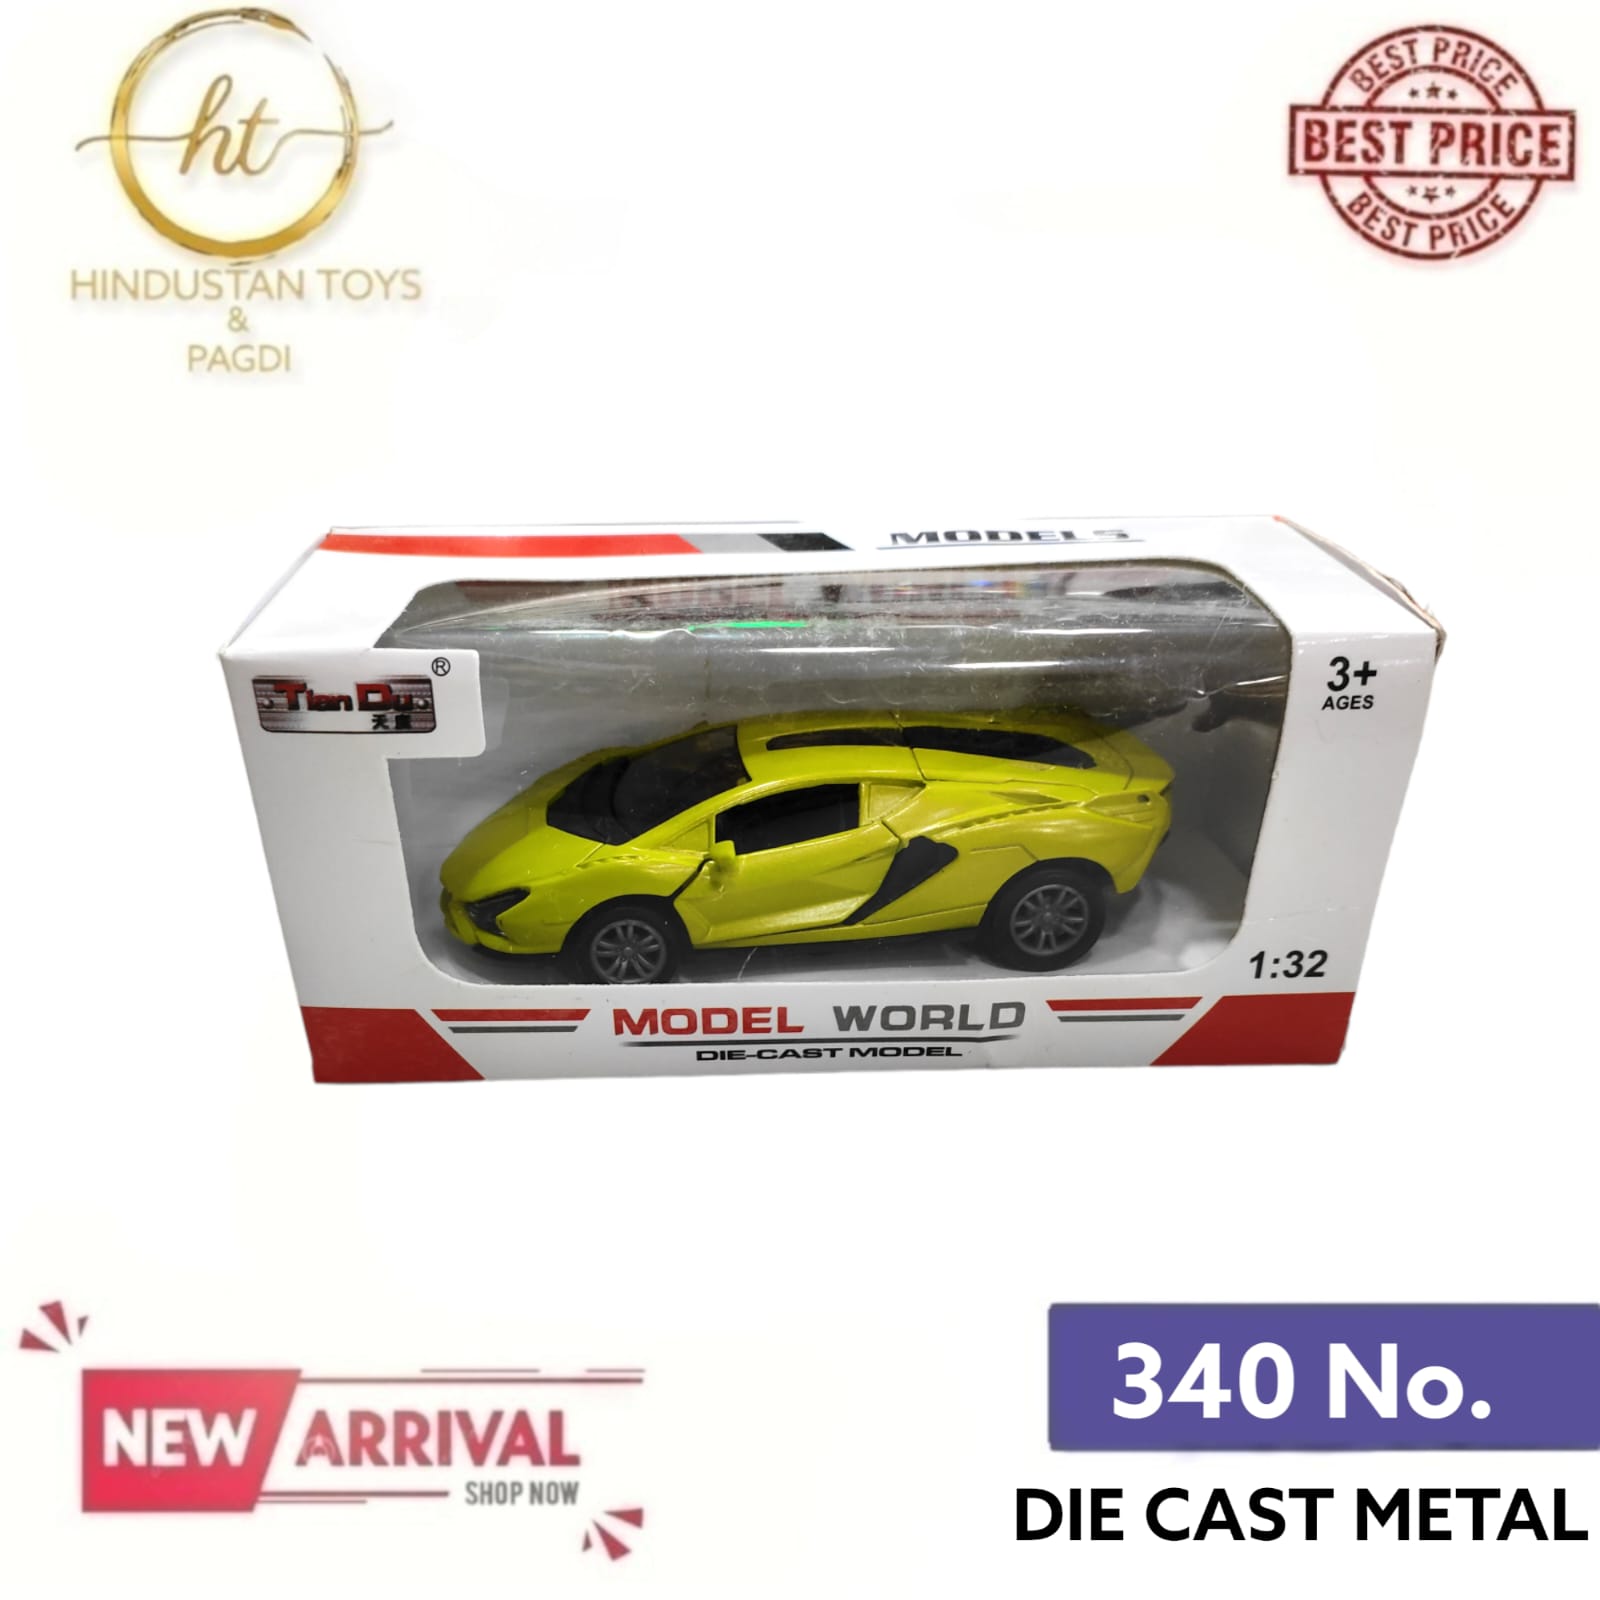 ht
HINDUSTAN TOYS
&
PAGDI
BEST PRICE
BEST PRICE
BEST PRICE
MODELS
Tian Du ®
3+
AGES
1:32
MODEL WORLD
DIE-CAST MODEL
NEW ARRIVAL
SHOP NOW
340 No.
DIE CAST METAL